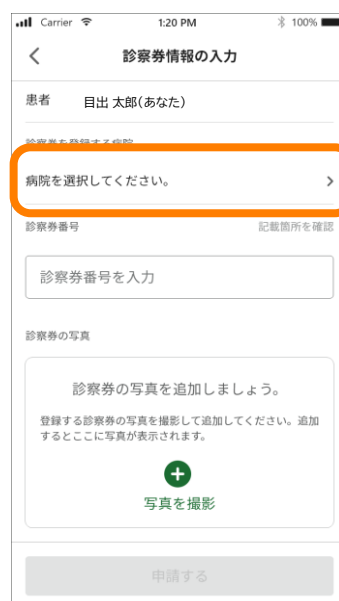 Carrier 1:20 PM 100%
診察券情報の入力
患者 目出 太郎(あなた)
診察券を登録する病院
病院を選択してください。
診察券番号 記載箇所を確認
診察券番号を入力
診察券の写真
診察券の写真を追加しましょう。
登録する診察券の写真を撮影して追加してください。追加
するとここに写真が表示されます。
写真を撮影
申請する